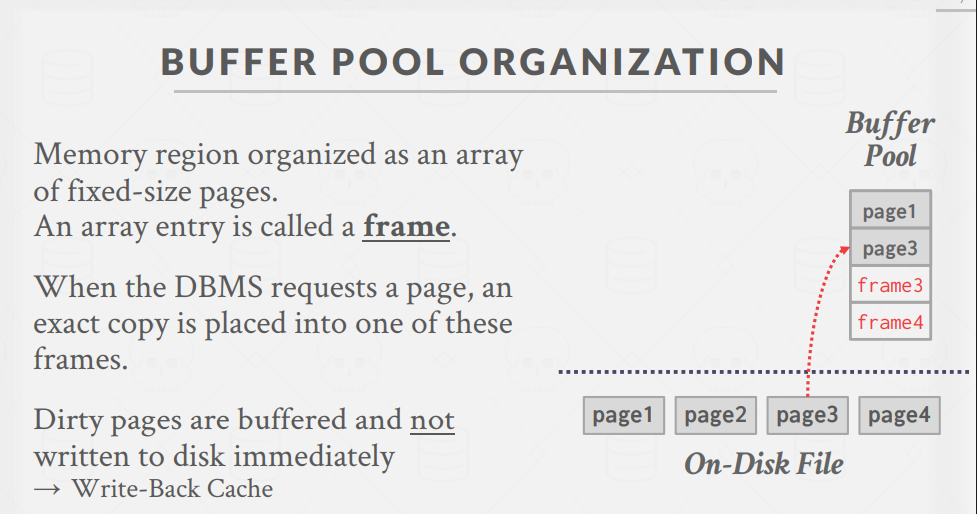 BUFFER POOL ORGANIZATION
Memory region organized as an array
of fixed-size pages.
An array entry is called a frame.
When the DBMS requests a page, an
exact copy is placed into one of these
frames.
Dirty pages are buffered and not
written to disk immediately
→ Write-Back Cache
Buffer
Pool
page1
page3
frame3
frame4
page1 page2 page3 page4
On-Disk File